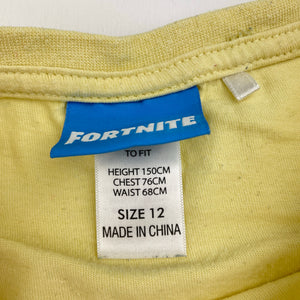 FORTNITE
TO FIT
HEIGHT 150CM
CHEST 76CM
WAIST 68CM
SIZE 12
MADE IN CHINA